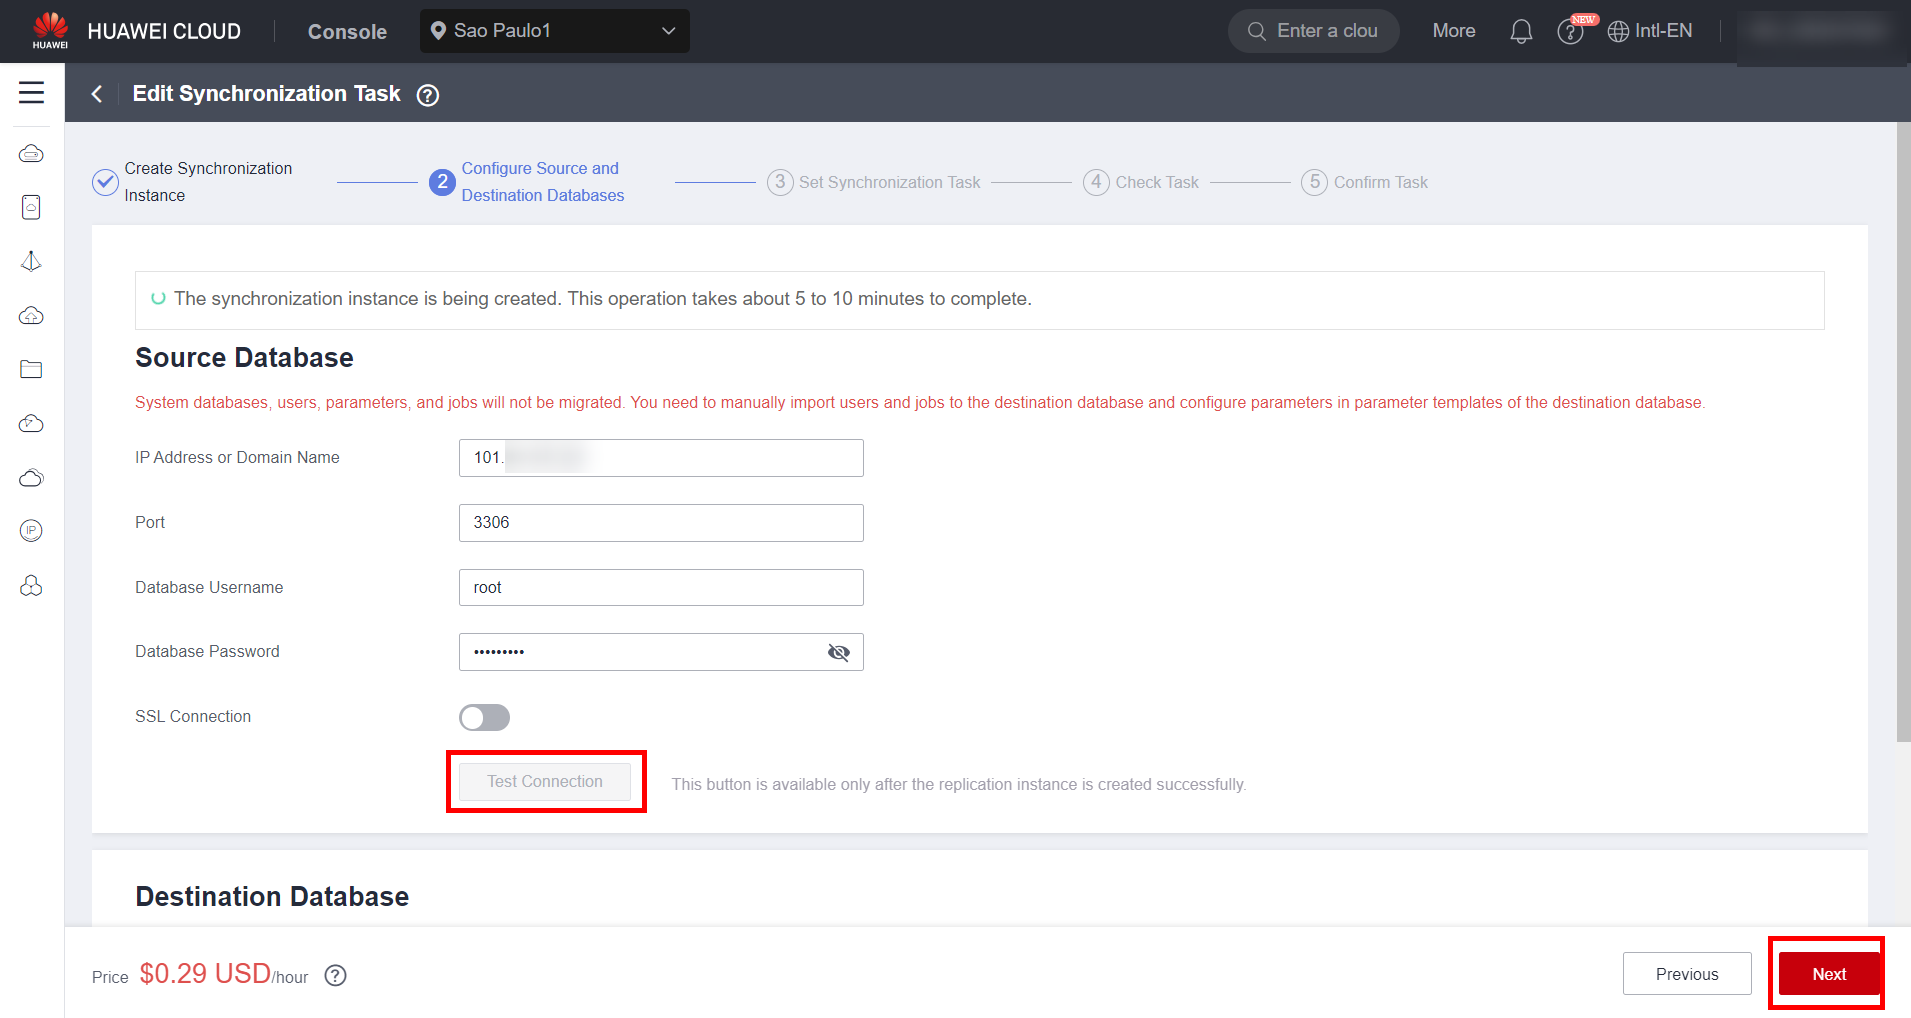 HUAWEI
HUAWEI CLOUD
Console
Sao Paulo1
Enter a clou
More
NEW
Intl-EN
Edit Synchronization Task
Create Synchronization
Instance
2
Configure Source and
Destination Databases
3 Set Synchronization Task
4 Check Task
5 Confirm Task
The synchronization instance is being created. This operation takes about 5 to 10 minutes to complete.
Source Database
System databases, users, parameters, and jobs will not be migrated. You need to manually import users and jobs to the destination database and configure parameters in parameter templates of the destination database.
IP Address or Domain Name
101.
Port
3306
Database Username
root
Database Password
•••••••••
SSL Connection
Test Connection
This button is available only after the replication instance is created successfully.
IP
Destination Database
Price $0.29 USD/hour
Previous
Next